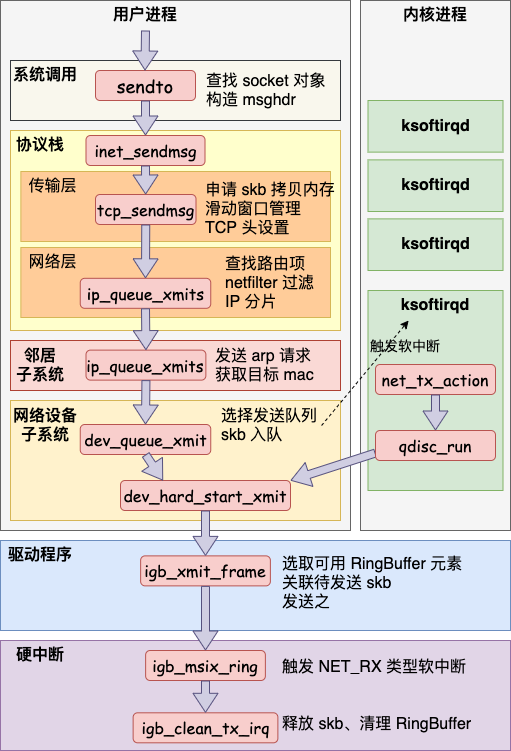 用户进程
系统调用
sendto
查找 socket 对象
构造 msghdr
协议栈
inet_sendmsg
传输层
tcp_sendmsg
申请 skb 拷贝内存
滑动窗口管理
TCP 头设置
网络层
ip_queue_xmits
查找路由项
netfilter 过滤
IP 分片
邻居
子系统
ip_queue_xmits
发送 arp 请求
获取目标 mac
网络设备
子系统
dev_queue_xmit
选择发送队列
skb 入队
dev_hard_start_xmit
内核进程
ksoftirqd
ksoftirqd
ksoftirqd
ksoftirqd
触发软中断
net_tx_action
qdisc_run
驱动程序
igb_xmit_frame
选取可用 RingBuffer 元素
关联待发送 skb
发送之
硬中断
igb_msix_ring
触发 NET_RX 类型软中断
igb_clean_tx_irq
释放 skb、清理 RingBuffer